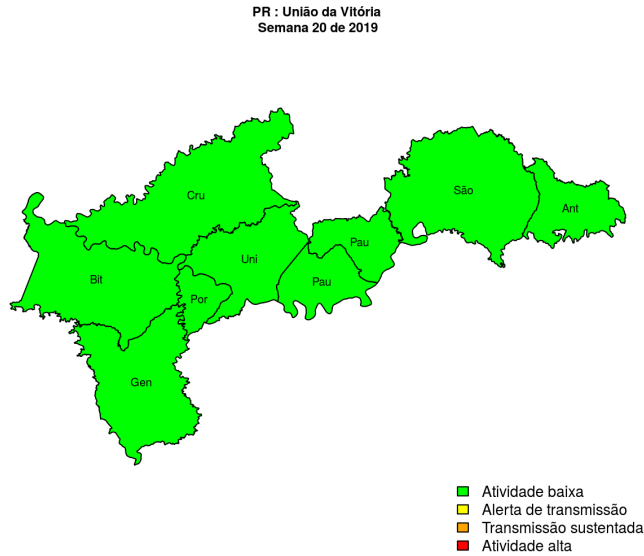 PR : União da Vitória
Semana 20 de 2019
Cru
São
Ant
Pau
Uni
Bit
Pau
Por
Gen
Atividade baixa
Alerta de transmissão
Transmissão sustentada
Atividade alta